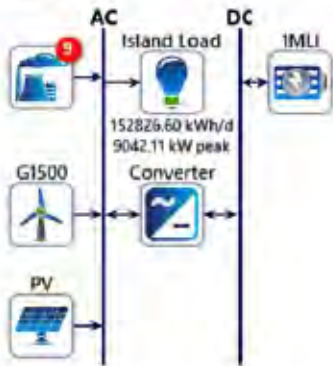 AC
DC
9
Island Load
1MLI
152826.60 kWh/d
9042.11 kW peak
G1500
Converter
PV